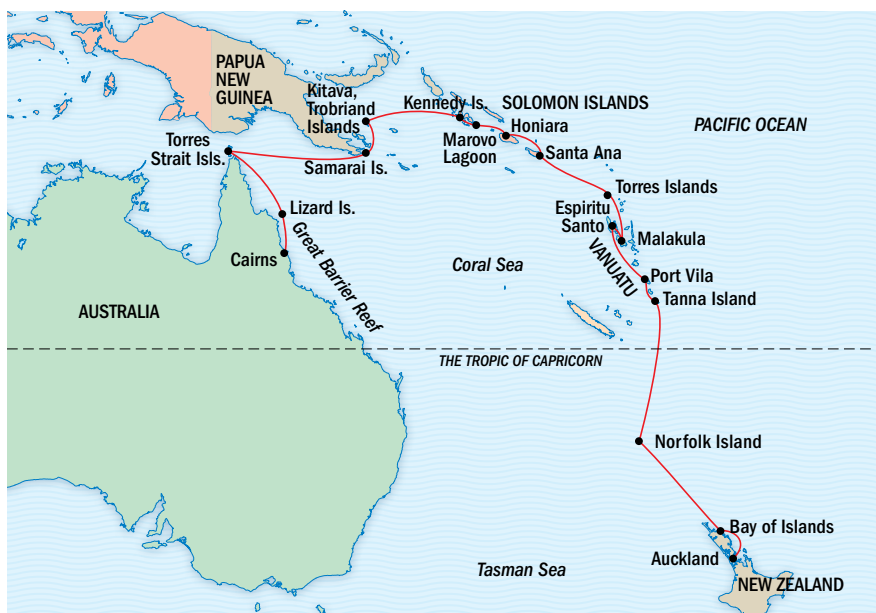 PAPUA
NEW
GUINEA
Kitava,
Trobriand
Islands
Kennedy Is.
SOLOMON ISLANDS
Honiara
PACIFIC OCEAN
Marovo
Lagoon
Torres
Strait Isls.
Samarai Is.
Santa Ana
Torres Islands
Lizard Is.
Espiritu
Santo
Malakula
Great Barrier Reef
Cairns
Coral Sea
VANUATU
Port Vila
Tanna Island
AUSTRALIA
THE TROPIC OF CAPRICORN
Norfolk Island
Bay of Islands
Auckland
Tasman Sea
NEW ZEALAND